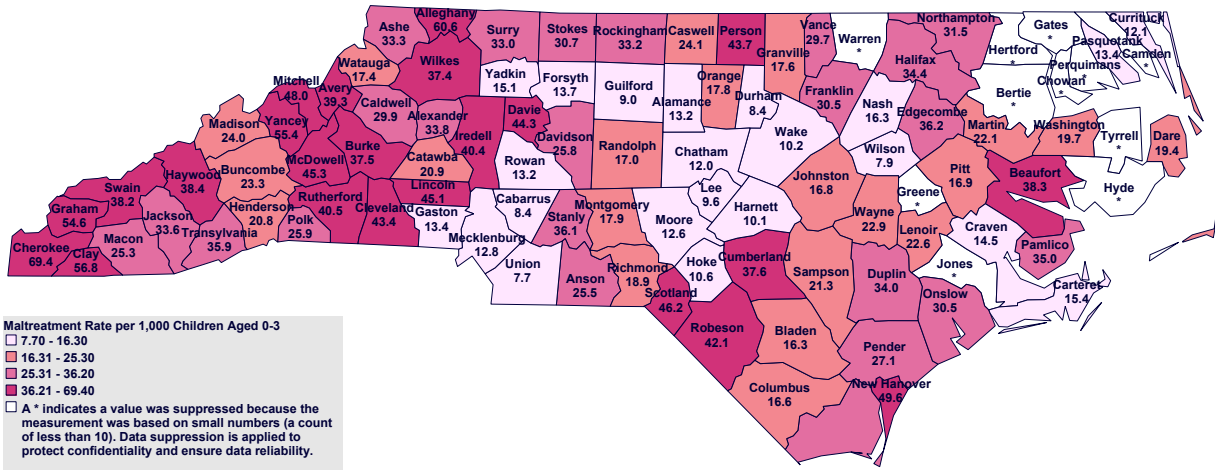 Alleghany
60.6
Ashe
33.3
Surry
33.0
Stokes
30.7
Rockingham
33.2
Caswell
24.1
Person
43.7
Granville
17.6
Vance
29.7
Warren
*
Northampton
31.5
Gates
*
Currituck
12.1
Pasquotank
13.4
Camden
*
Hertford
*
Perquimans
*
Chowan
*
Halifax
34.4
Bertie
*
Watauga
17.4
Wilkes
37.4
Yadkin
15.1
Forsyth
13.7
Guilford
9.0
Alamance
13.2
Orange
17.8
Durham
8.4
Franklin
30.5
Nash
16.3
Edgecombe
36.2
Martin
22.1
Washington
19.7
Tyrrell
*
Dare
19.4
Mitchell
48.0
Avery
39.3
Caldwell
29.9
Alexander
33.8
Iredell
40.4
Davie
44.3
Davidson
25.8
Randolph
17.0
Chatham
12.0
Wake
10.2
Wilson
7.9
Pitt
16.9
Beaufort
38.3
Hyde
*
Madison
24.0
Yancey
55.4
McDowell
45.3
Burke
37.5
Catawba
20.9
Rowan
13.2
Lee
9.6
Johnston
16.8
Greene
*
Haywood
38.4
Buncombe
23.3
Swain
38.2
Graham
54.6
Jackson
33.6
Henderson
20.8
Rutherford
40.5
Polk
25.9
Cleveland
43.4
Lincoln
45.1
Gaston
13.4
Cabarrus
8.4
Stanly
36.1
Montgomery
17.9
Moore
12.6
Harnett
10.1
Wayne
22.9
Lenoir
22.6
Craven
14.5
Pamlico
35.0
Cherokee
69.4
Clay
56.8
Macon
25.3
Transylvania
35.9
Mecklenburg
12.8
Union
7.7
Anson
25.5
Richmond
18.9
Hoke
10.6
Cumberland
37.6
Sampson
21.3
Duplin
34.0
Jones
*
Onslow
30.5
Carteret
15.4
Scotland
46.2
Robeson
42.1
Bladen
16.3
Pender
27.1
Columbus
16.6
New Hanover
49.6
Maltreatment Rate per 1,000 Children Aged 0-3
7.70 - 16.30
16.31 - 25.30
25.31 - 36.20
36.21 - 69.40
A * indicates a value was suppressed because the
measurement was based on small numbers (a count
of less than 10). Data suppression is applied to
protect confidentiality and ensure data reliability.